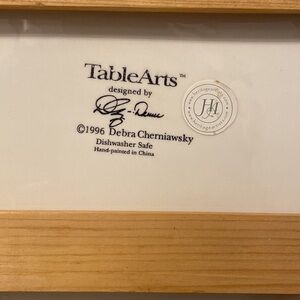 TableArts™
designed by
©1996 Debra Cherniawsky
Dishwasher Safe
Hand-painted in China